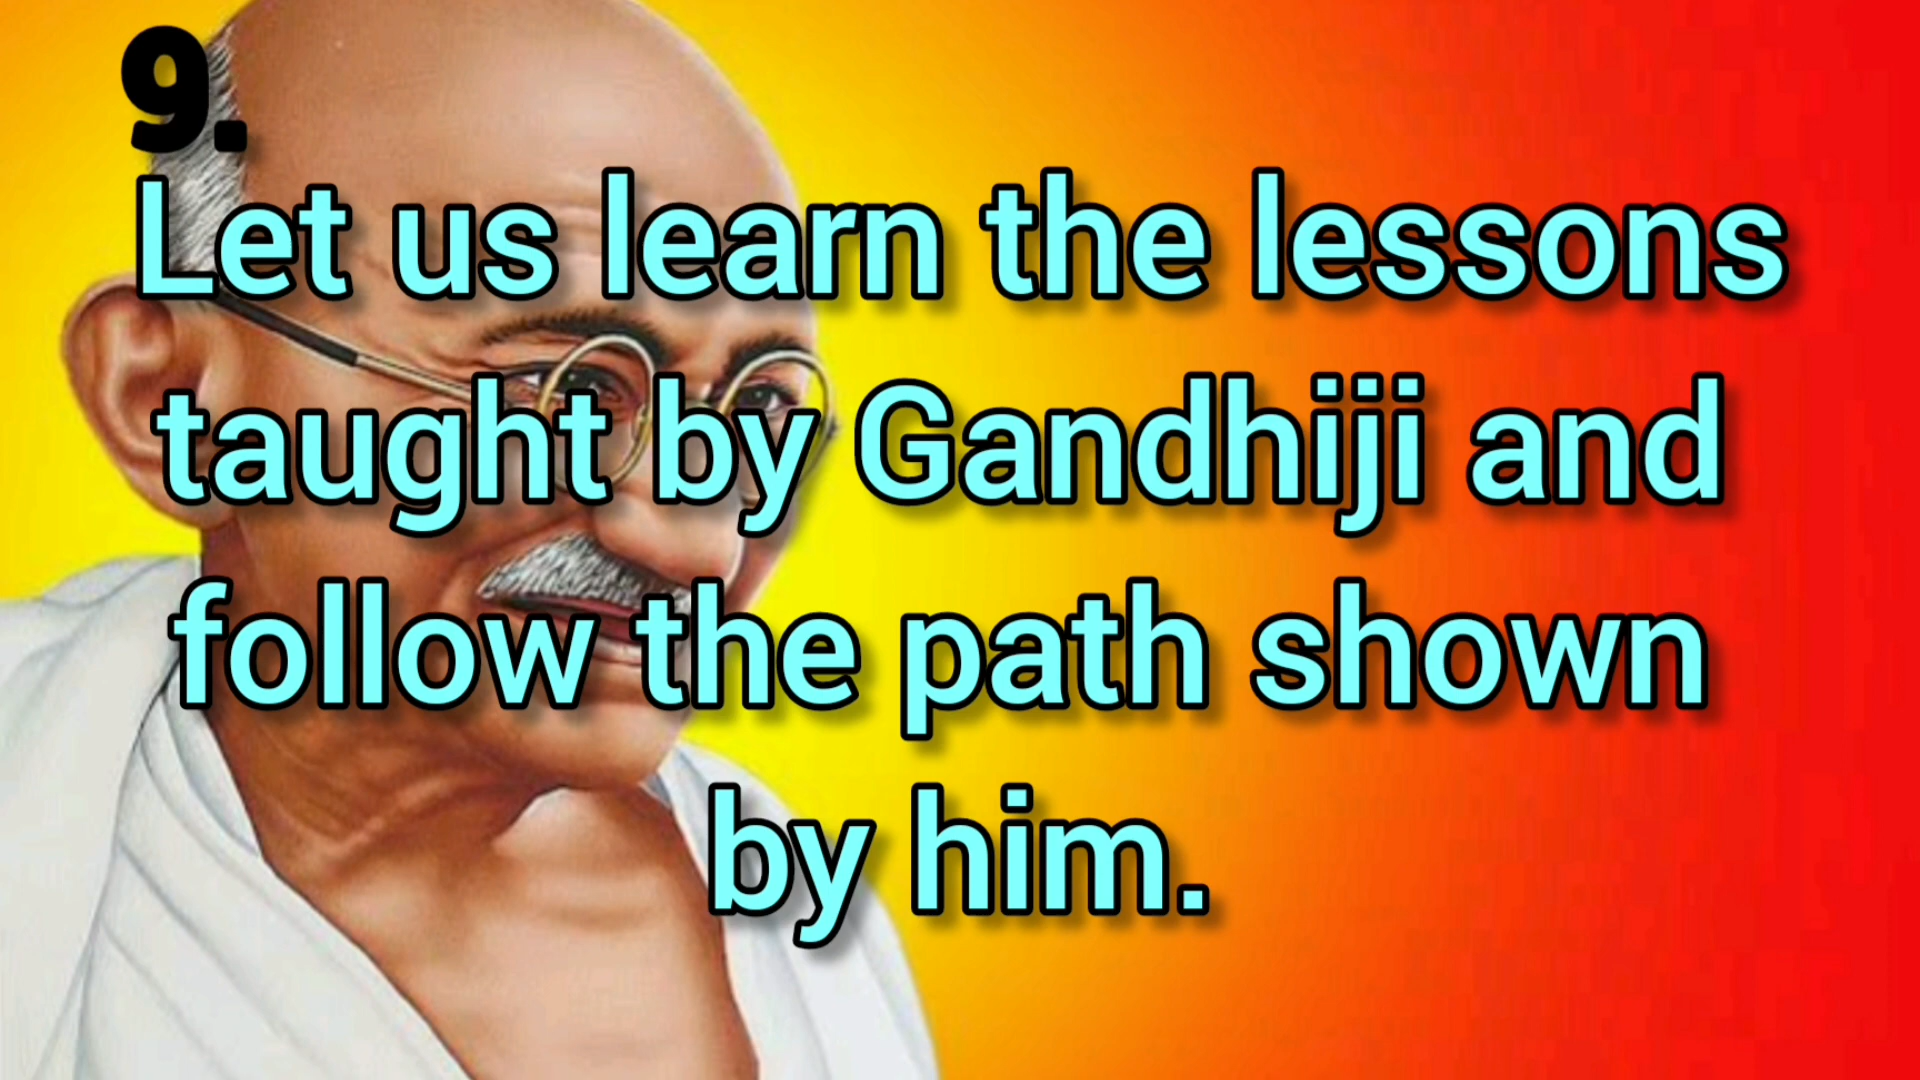 9.
Let us learn the lessons
taught by Gandhiji and
follow the path shown
by him.